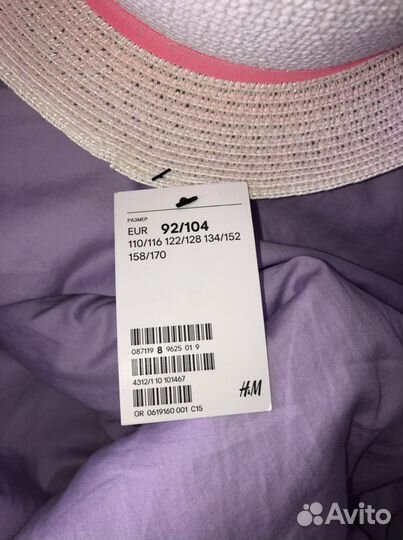 РАЗМЕР
EUR 92/104
110/116 122/128 134/152
158/170
087119 8 9625 01 9
4312/1 10 101467
H&M
OR 0619160 001 C15
Avito